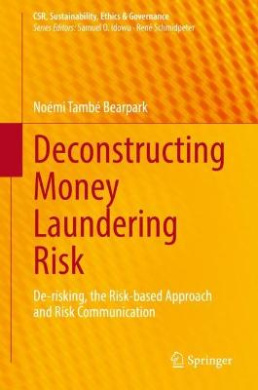 CSR, Sustainability, Ethics & Governance
Series Editors: Samuel O. Idowu · René Schmidpeter
Noémi També Bearpark
Deconstructing
Money
Laundering
Risk
De-risking, the Risk-based Approach
and Risk Communication
Springer